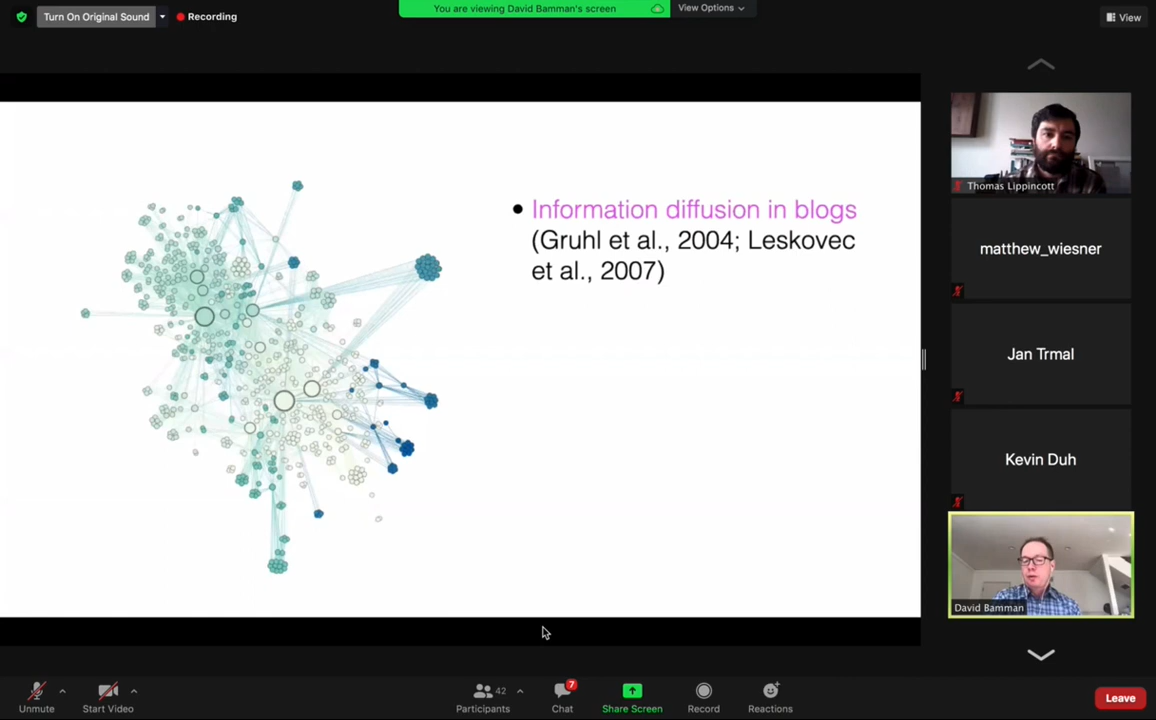 Turn On Original Sound
Recording
You are viewing David Bamman's screen
View Options
View
• Information diffusion in blogs
(Gruhl et al., 2004; Leskovec
et al., 2007)
Thomas Lippincott
matthew_wiesner
Jan Trmal
Kevin Duh
David Bamman
Unmute
Start Video
42
Participants
7
Chat
Share Screen
Record
Reactions
Leave